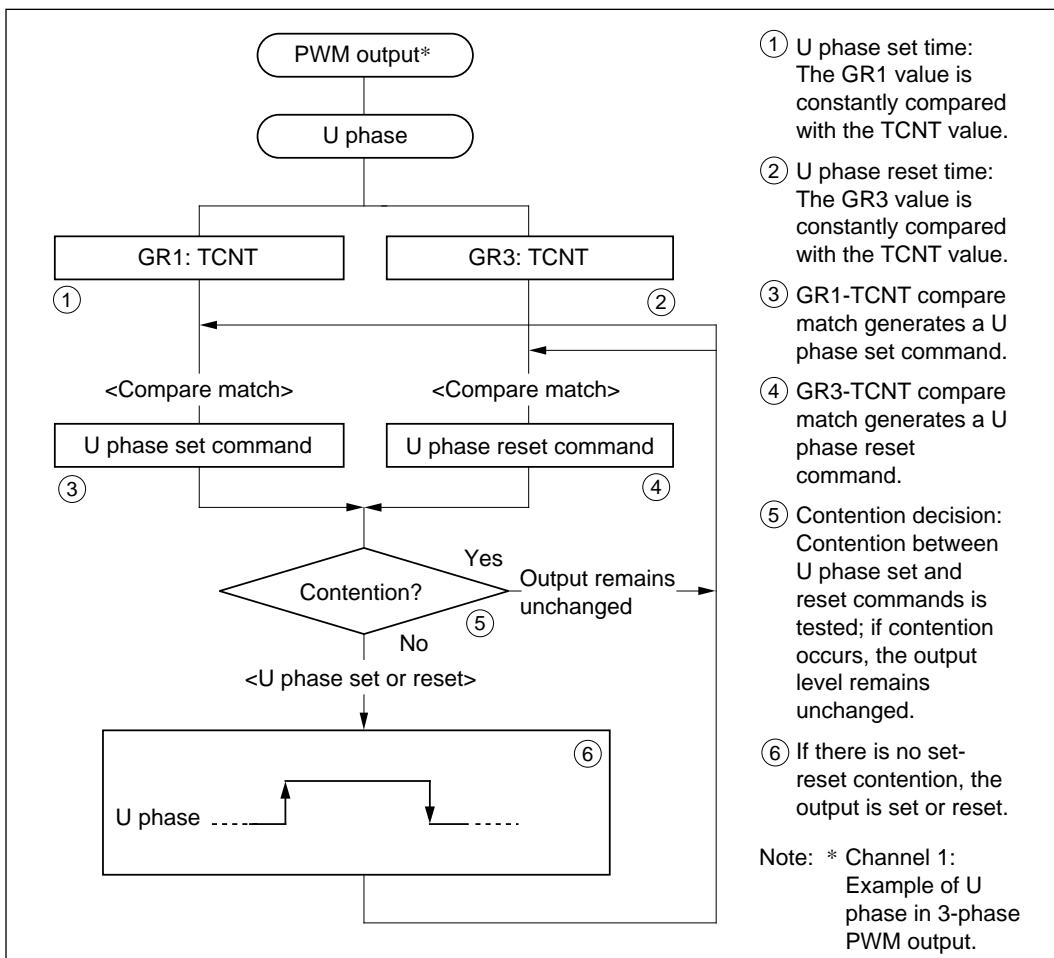 PWM output*
U phase
GR1: TCNT
GR3: TCNT
1
2
<Compare match>
<Compare match>
U phase set command
U phase reset command
3
4
Contention?
Yes
Output remains
unchanged
5
No
<U phase set or reset>
6
U phase
1 U phase set time:
The GR1 value is
constantly compared
with the TCNT value.
2 U phase reset time:
The GR3 value is
constantly compared
with the TCNT value.
3 GR1-TCNT compare
match generates a U
phase set command.
4 GR3-TCNT compare
match generates a U
phase reset
command.
5 Contention decision:
Contention between
U phase set and
reset commands is
tested; if contention
occurs, the output
level remains
unchanged.
6 If there is no set-
reset contention, the
output is set or reset.
Note: * Channel 1:
Example of U
phase in 3-phase
PWM output.